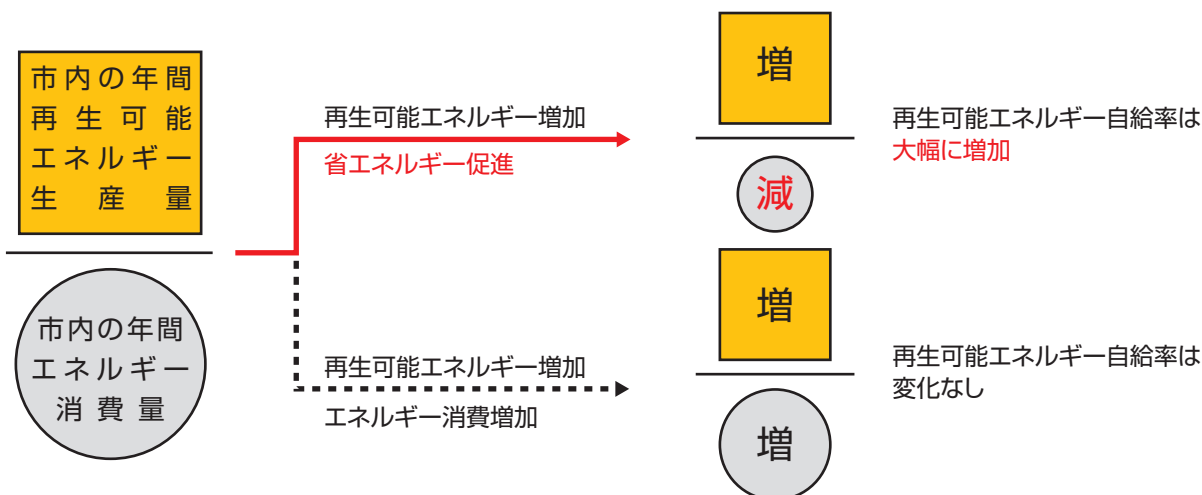 市内の年間
再生可能
エネルギー
生産量
市内の年間
エネルギー
消費量
再生可能エネルギー増加
省エネルギー促進
増
減
再生可能エネルギー自給率は
大幅に増加
再生可能エネルギー増加
エネルギー消費増加
増
増
再生可能エネルギー自給率は
変化なし